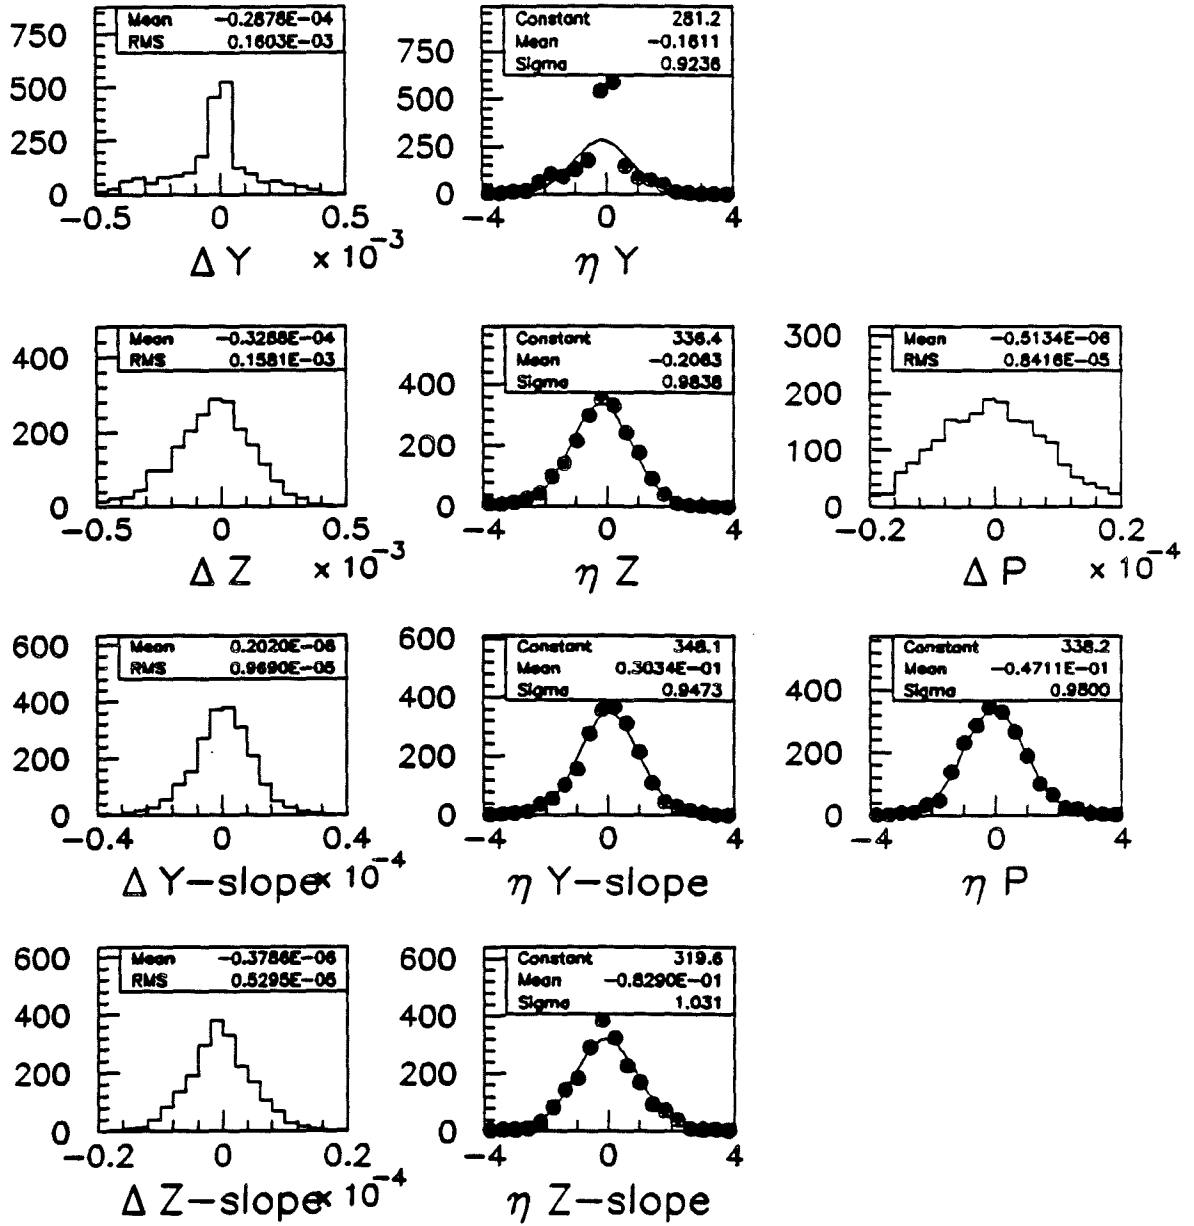 Mean −0.2878E−04
RMS 0.1603E−03
750
500
250
0
−0.5 0 0.5
Δ Y × 10−3
Constant 281.2
Mean −0.1611
Sigma 0.9236
750
500
250
0
−4 0 4
η Y
Mean −0.3288E−04
RMS 0.1581E−03
400
200
0
−0.5 0 0.5
Δ Z × 10−3
Constant 336.4
Mean −0.2063
Sigma 0.9838
400
200
0
−4 0 4
η Z
Mean −0.5134E−06
RMS 0.8416E−05
300
200
100
0
−0.2 0 0.2
Δ P × 10−4
Mean 0.2020E−06
RMS 0.9690E−05
600
400
200
0
−0.4 0 0.4
Δ Y−slope × 10−4
Constant 348.1
Mean 0.3034E−01
Sigma 0.9473
600
400
200
0
−4 0 4
η Y−slope
Constant 338.2
Mean −0.4711E−01
Sigma 0.9800
400
200
0
−4 0 4
η P
Mean −0.3786E−06
RMS 0.5295E−05
600
400
200
0
−0.2 0 0.2
Δ Z−slope × 10−4
Constant 319.6
Mean −0.8290E−01
Sigma 1.031
600
400
200
0
−4 0 4
η Z−slope